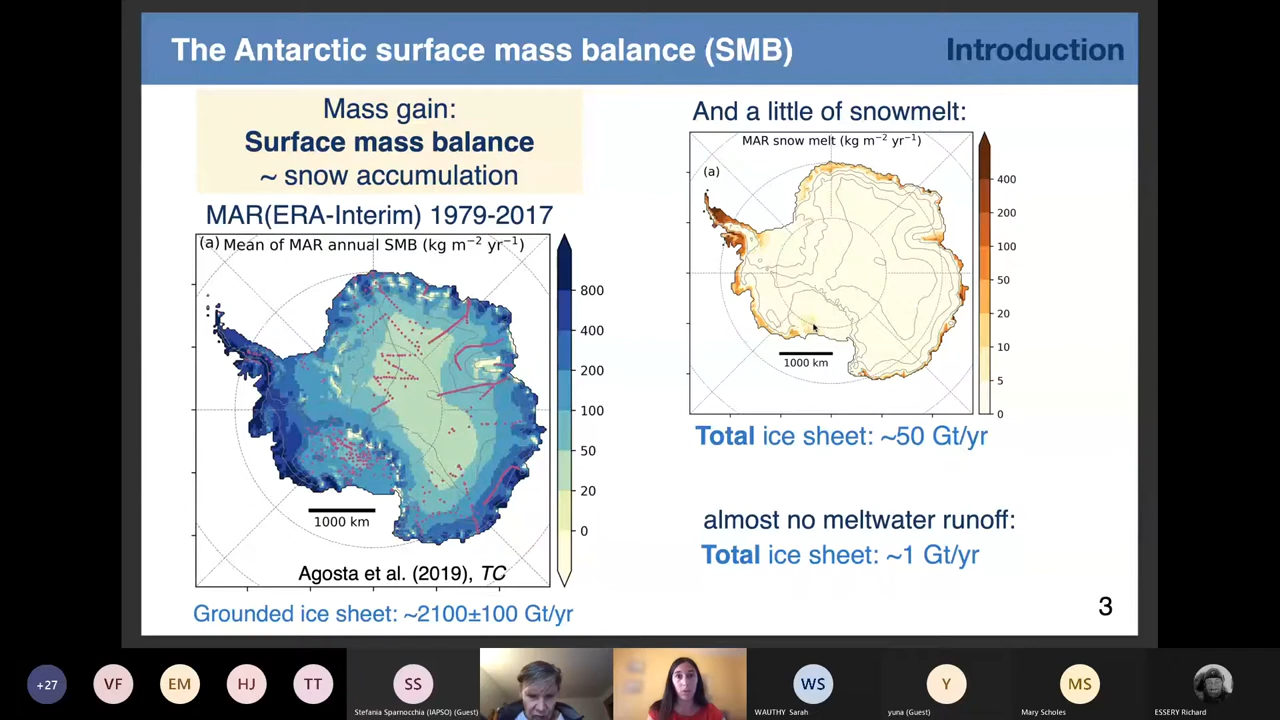 The Antarctic surface mass balance (SMB)
Introduction
Mass gain:
Surface mass balance
~ snow accumulation
MAR(ERA-Interim) 1979-2017
(a) Mean of MAR annual SMB (kg m⁻² yr⁻¹)
800
400
200
100
50
20
0
1000 km
Agosta et al. (2019), TC
Grounded ice sheet: ~2100±100 Gt/yr
And a little of snowmelt:
MAR snow melt (kg m⁻² yr⁻¹)
(a)
400
200
100
50
20
10
5
0
1000 km
Total ice sheet: ~50 Gt/yr
almost no meltwater runoff:
Total ice sheet: ~1 Gt/yr
3
+27
VF
EM
HJ
TT
SS
Stefania Sparnocchia (IAPSO) (Guest)
WS
WAUTHY Sarah
Y
yuna (Guest)
MS
Mary Scholes
ESSERY Richard